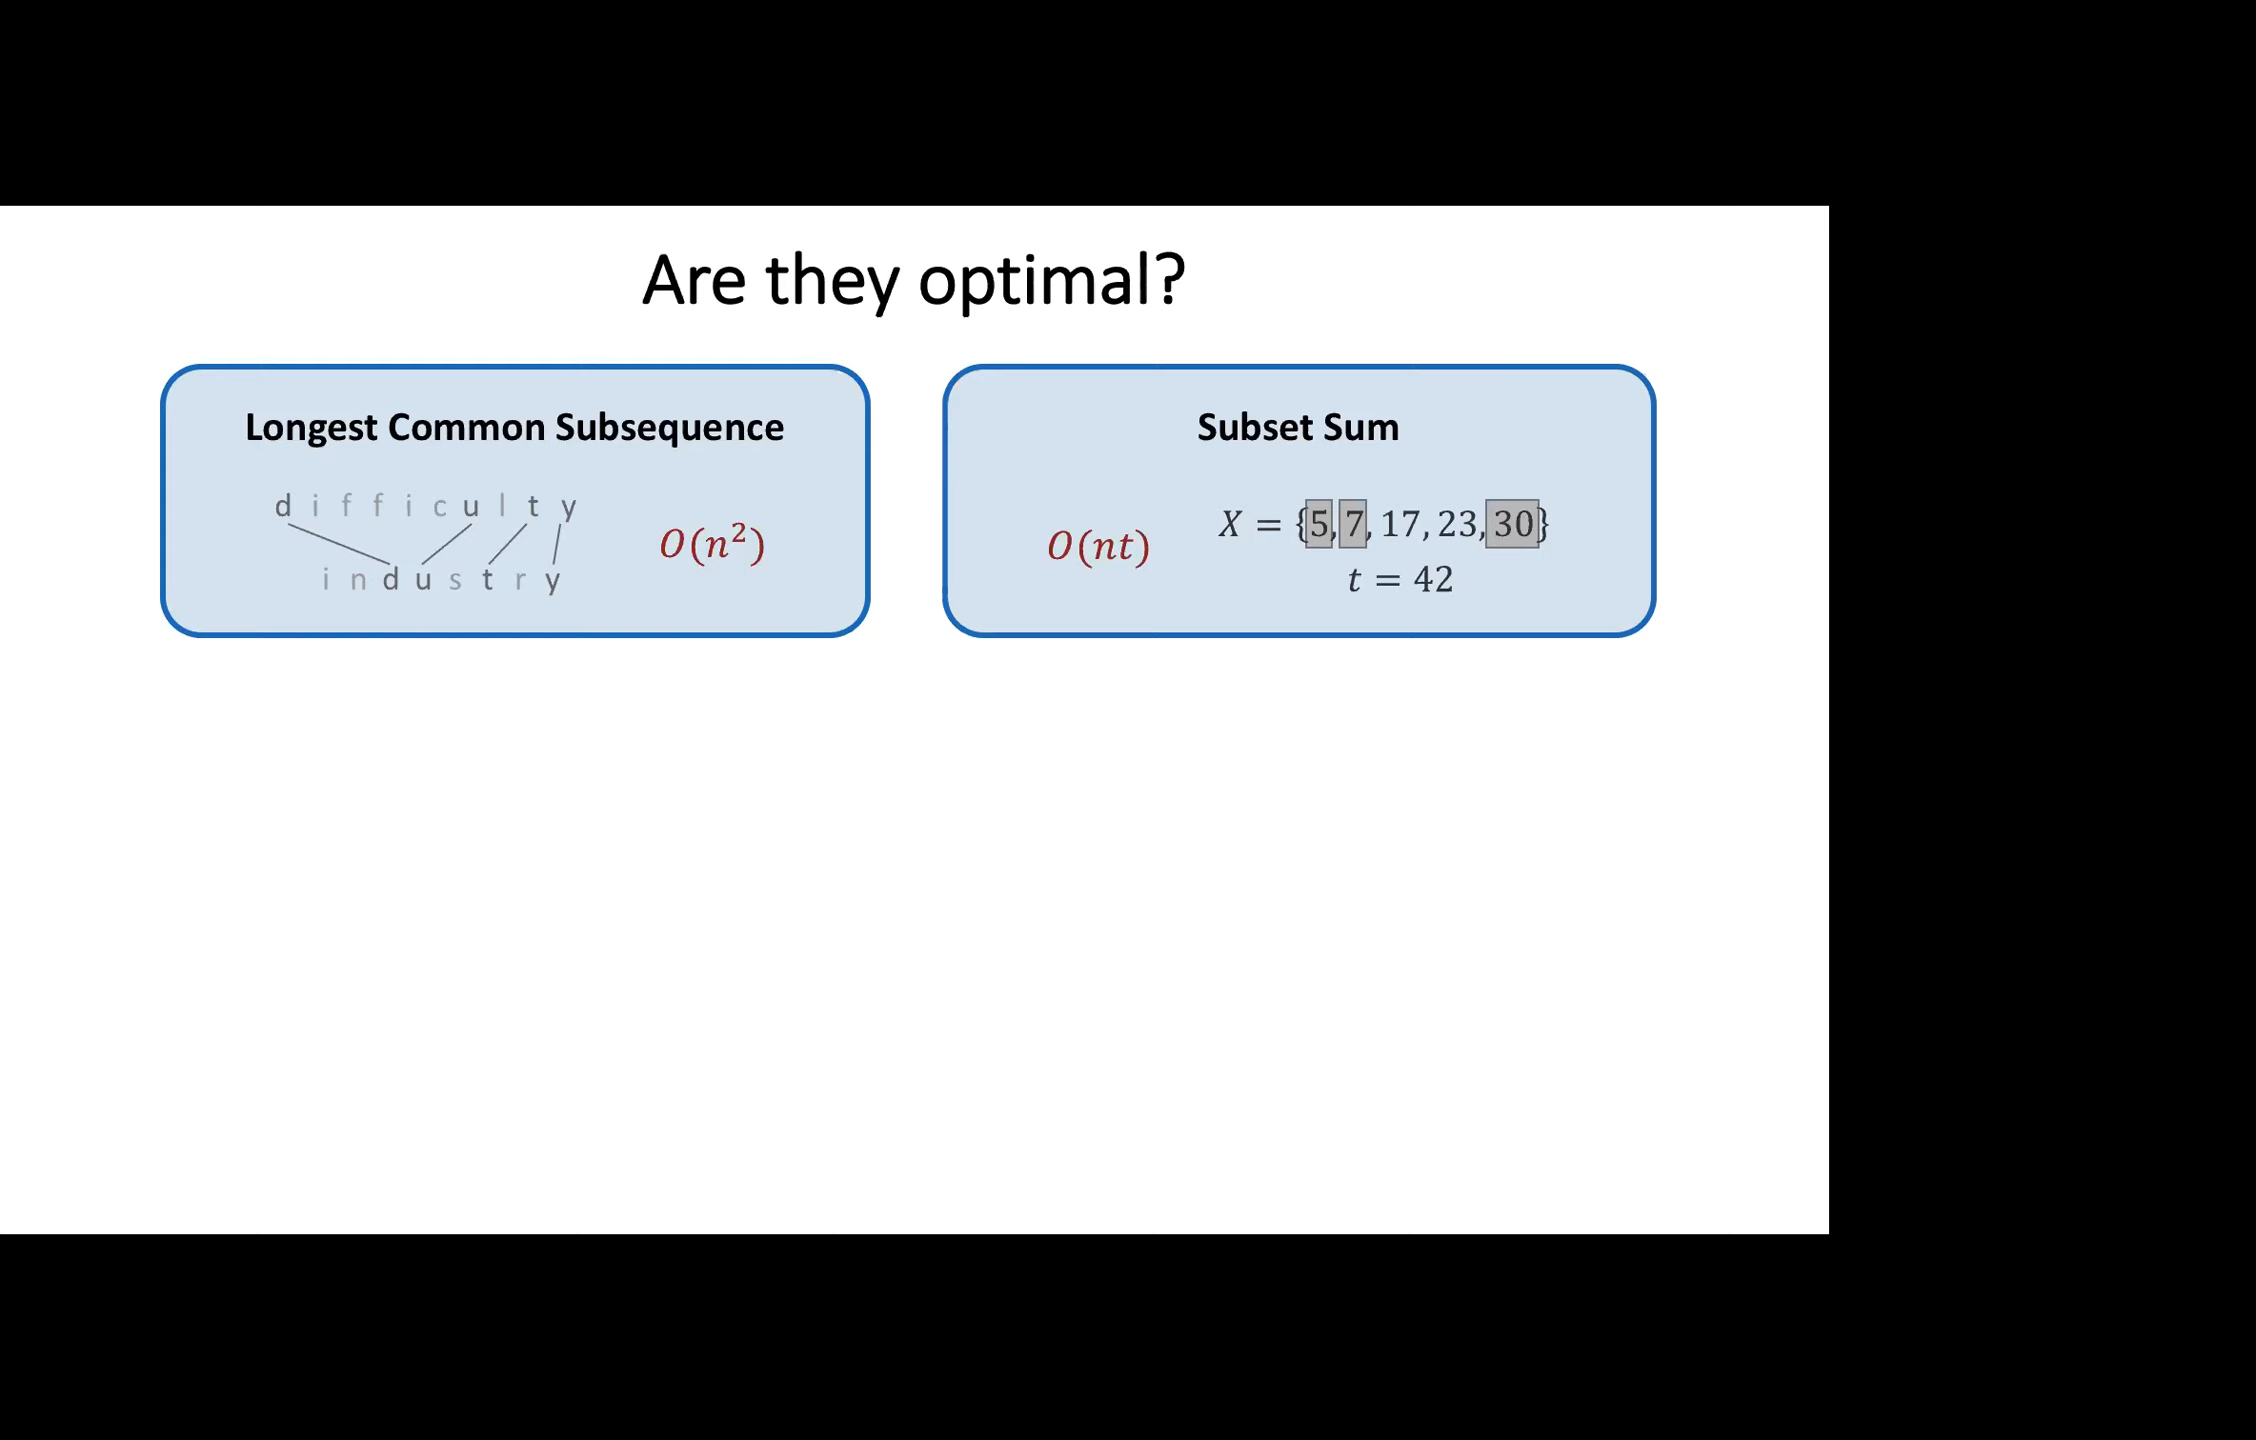 Are they optimal?
Longest Common Subsequence
d i f f i c u l t y
i n d u s t r y
O(n²)
Subset Sum
O(nt)
X = {5, 7, 17, 23, 30}
t = 42